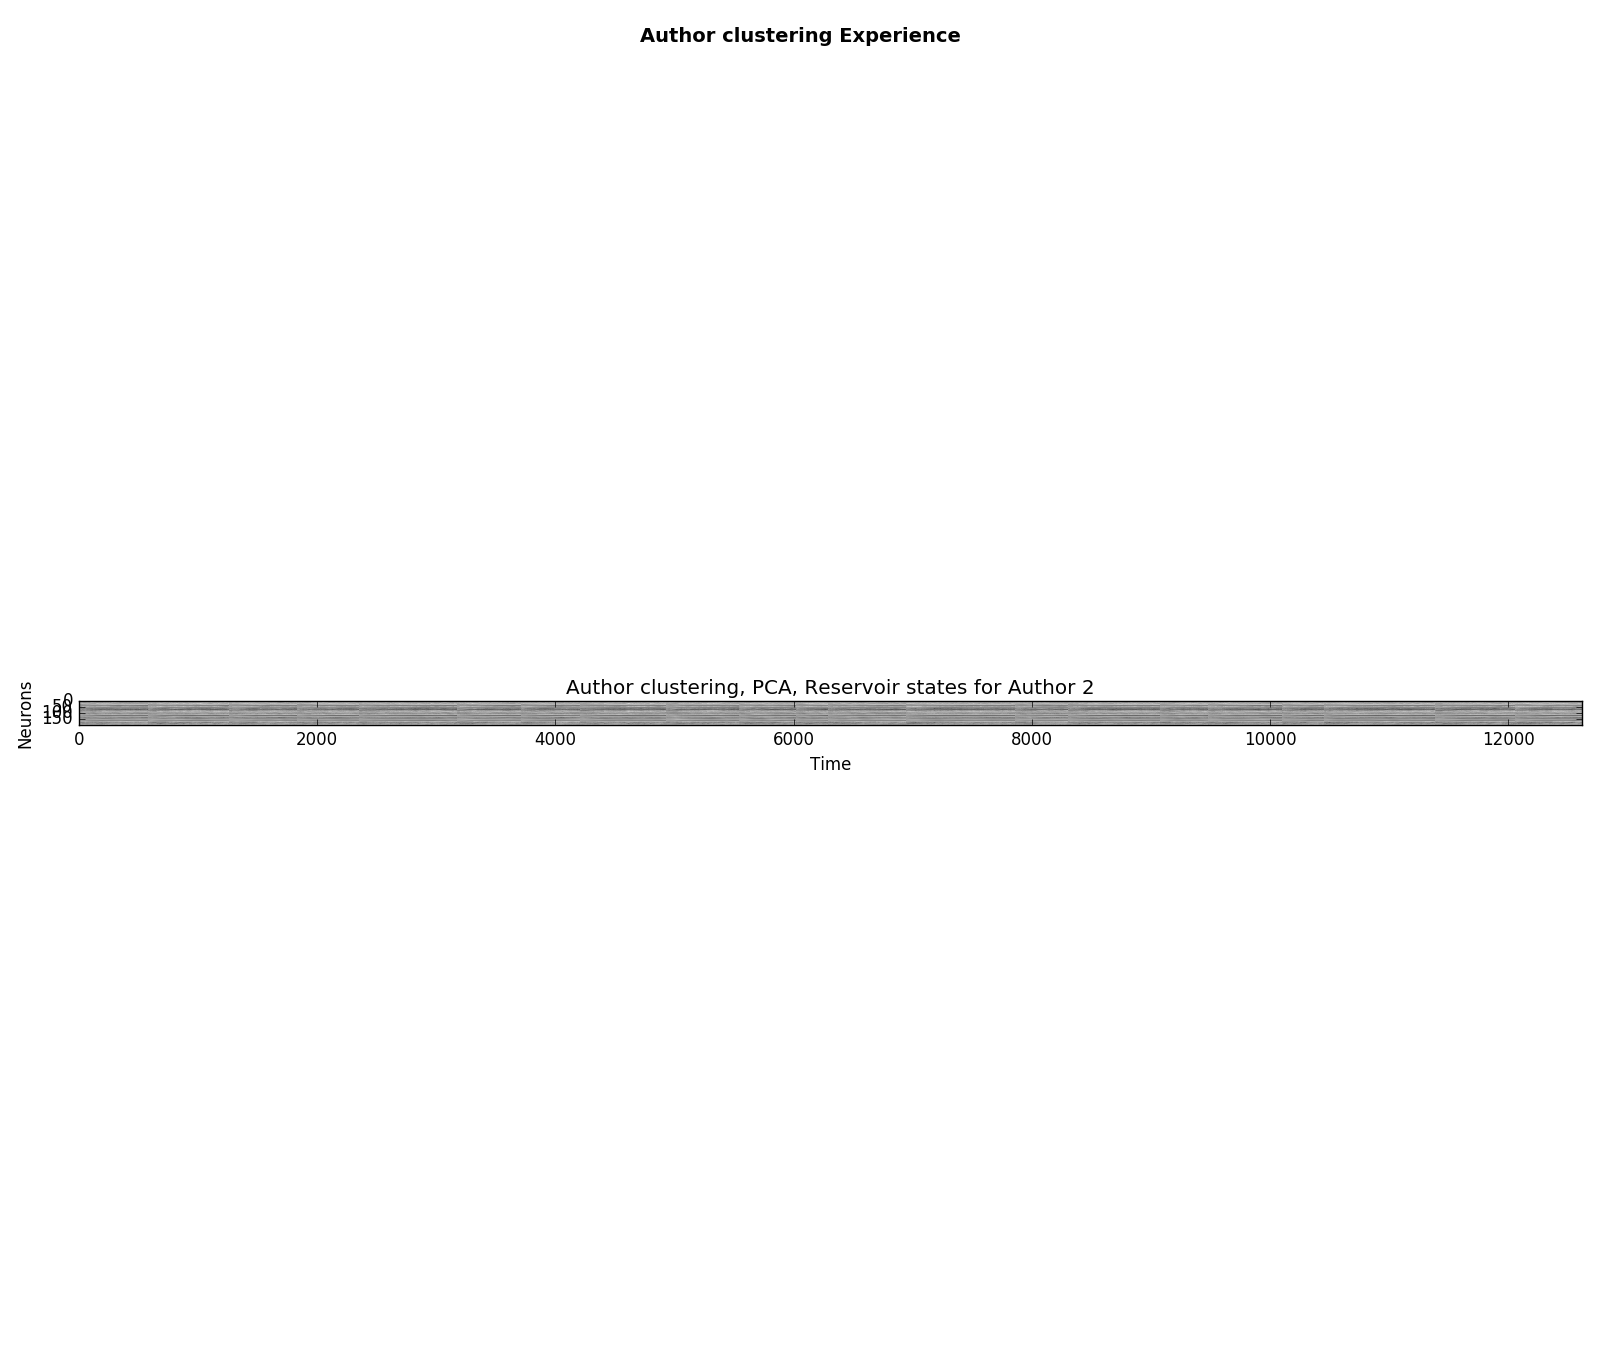 Author clustering Experience
Author clustering, PCA, Reservoir states for Author 2
Neurons
0
50
100
150
0 2000 4000 6000 8000 10000 12000
Time